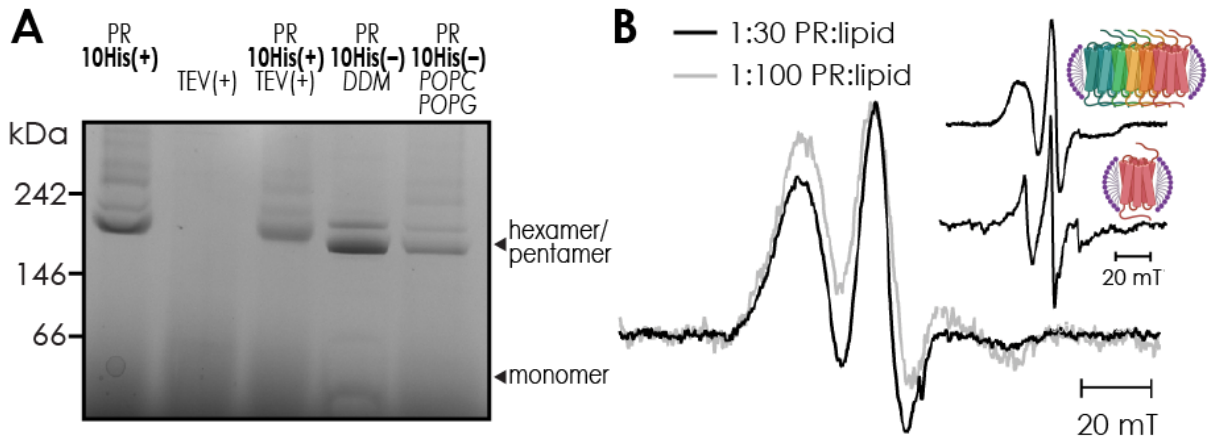 A
PR
10His(+)
TEV(+)
PR
10His(+)
TEV(+)
PR
10His(–)
DDM
PR
10His(–)
POPC
POPG
kDa
242
146
66
hexamer/
pentamer
monomer
B
1:30 PR:lipid
1:100 PR:lipid
20 mT
20 mT